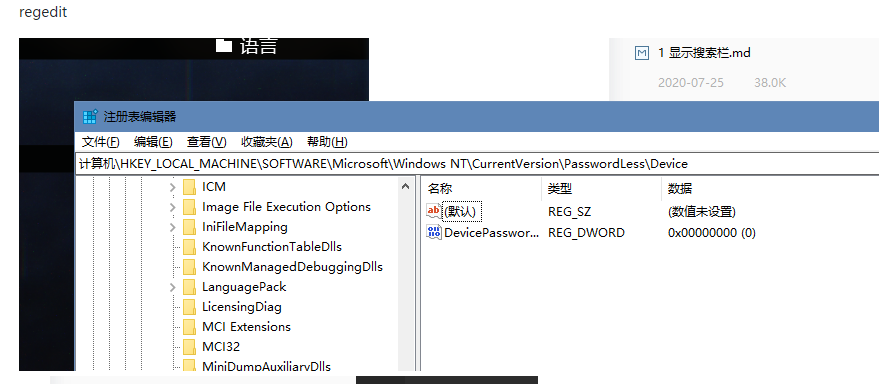 regedit
语言
1 显示搜索栏.md
2020-07-25 38.0K
注册表编辑器
文件(F) 编辑(E) 查看(V) 收藏夹(A) 帮助(H)
计算机\HKEY_LOCAL_MACHINE\SOFTWARE\Microsoft\Windows NT\CurrentVersion\PasswordLess\Device
名称 类型 数据
ICM
Image File Execution Options
IniFileMapping
KnownFunctionTableDlls
KnownManagedDebuggingDlls
LanguagePack
LicensingDiag
MCI Extensions
MCI32
MiniDumpAuxiliaryDlls
ab (默认) REG_SZ (数值未设置)
DevicePasswor... REG_DWORD 0x00000000 (0)